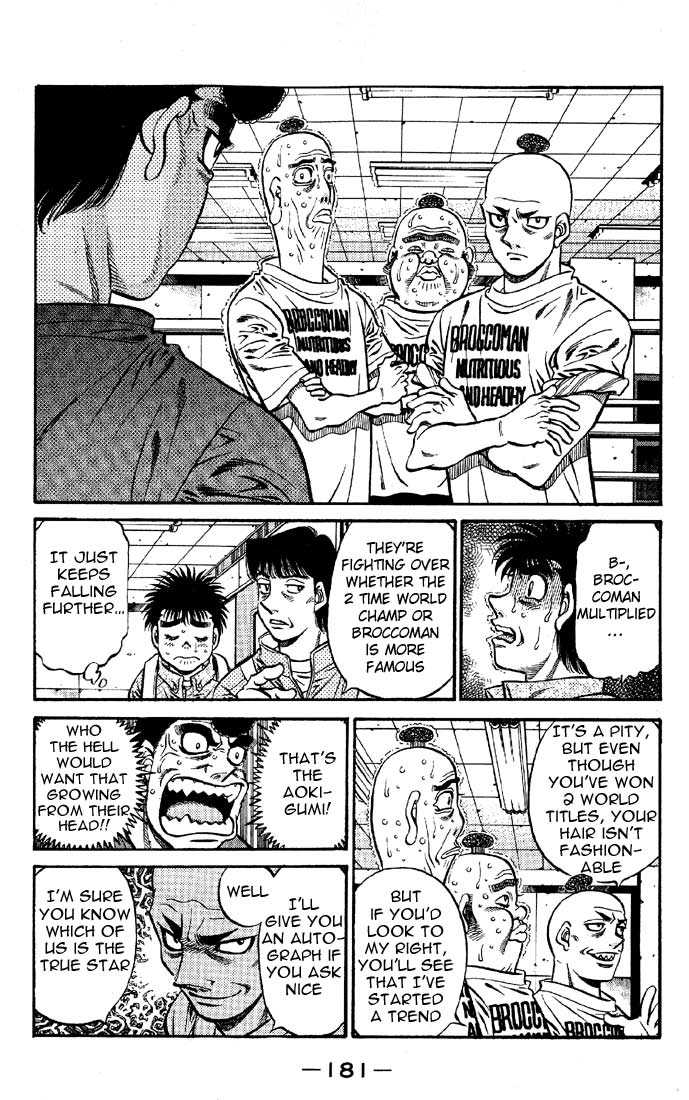 BROCCOMAN
NUTRITIOUS
AND HEALTHY
BROCC
BROCCOMAN
NUTRITIOUS
AND HEALTHY
B-,
BROC-
COMAN
MULTIPLIED
...
THEY'RE
FIGHTING OVER
WHETHER THE
2 TIME WORLD
CHAMP OR
BROCCOMAN
IS MORE
FAMOUS
IT JUST
KEEPS
FALLING
FURTHER...
IT'S A PITY,
BUT EVEN
THOUGH
YOU'VE WON
2 WORLD
TITLES, YOUR
HAIR ISN'T
FASHION-
ABLE
BUT
IF YOU'D
LOOK TO
MY RIGHT,
YOU'LL SEE
THAT I'VE
STARTED
A TREND
BROCC
BROCCOMAN
THAT'S
THE
AOKI-
GUMI!
WHO
THE HELL
WOULD
WANT THAT
GROWING
FROM THEIR
HEAD!!
WELL
I'LL
GIVE YOU
AN AUTO-
GRAPH IF
YOU ASK
NICE
I'M SURE
YOU KNOW
WHICH OF
US IS THE
TRUE STAR
—181—